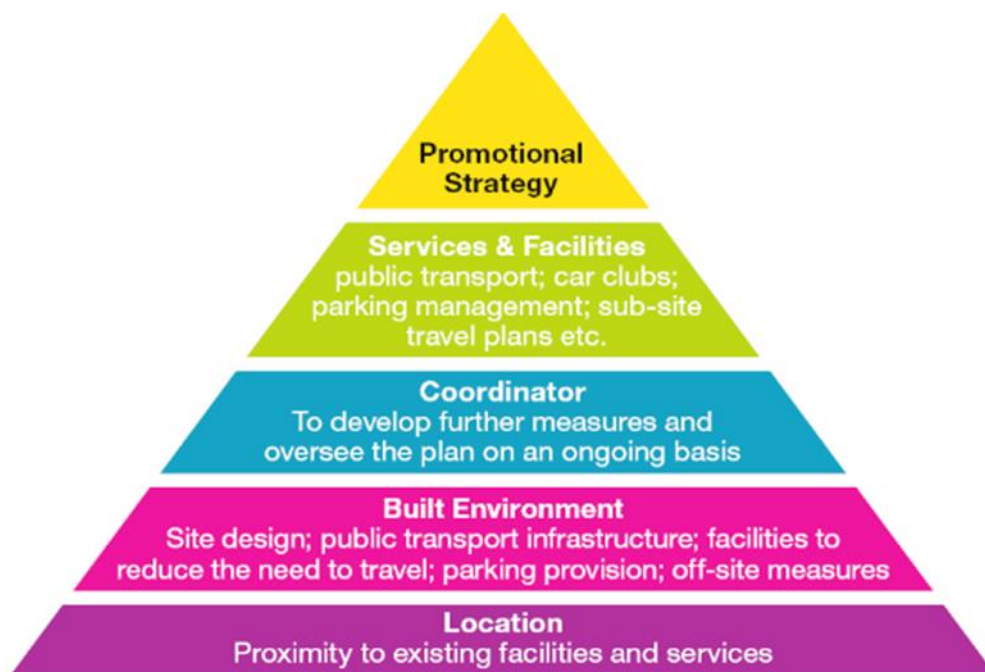 Promotional
Strategy
Services & Facilities
public transport; car clubs;
parking management; sub-site
travel plans etc.
Coordinator
To develop further measures and
oversee the plan on an ongoing basis
Built Environment
Site design; public transport infrastructure; facilities to
reduce the need to travel; parking provision; off-site measures
Location
Proximity to existing facilities and services